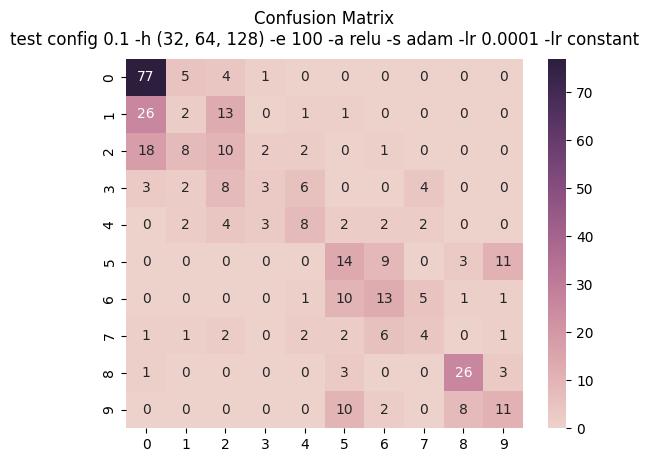 Confusion Matrix
test config 0.1 -h (32, 64, 128) -e 100 -a relu -s adam -lr 0.0001 -lr constant
0 77 5 4 1 0 0 0 0 0 0
1 26 2 13 0 1 1 0 0 0 0
2 18 8 10 2 2 0 1 0 0 0
3 3 2 8 3 6 0 0 4 0 0
4 0 2 4 3 8 2 2 2 0 0
5 0 0 0 0 0 14 9 0 3 11
6 0 0 0 0 1 10 13 5 1 1
7 1 1 2 0 2 2 6 4 0 1
8 1 0 0 0 0 3 0 0 26 3
9 0 0 0 0 0 10 2 0 8 11
0 1 2 3 4 5 6 7 8 9
70
60
50
40
30
20
10
0